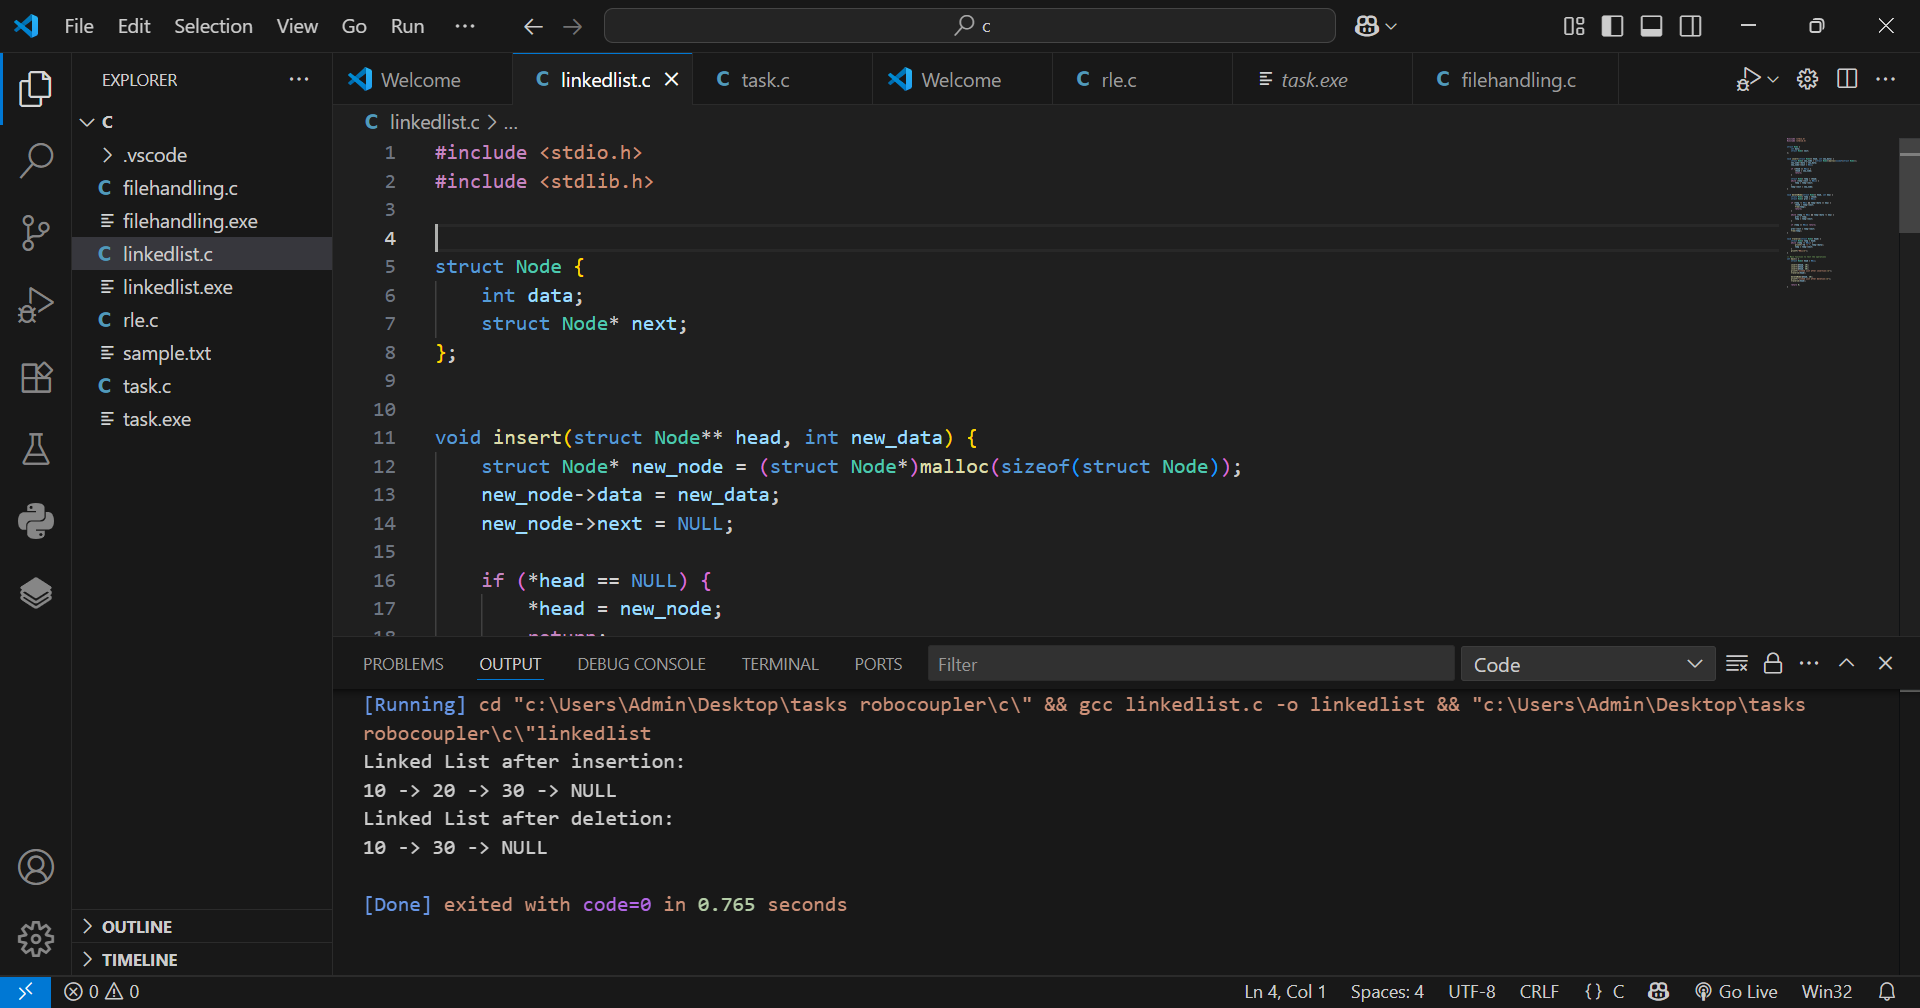 File Edit Selection View Go Run ···
c
EXPLORER
Welcome
linkedlist.c
task.c
Welcome
rle.c
task.exe
filehandling.c
C
.vscode
C filehandling.c
filehandling.exe
C linkedlist.c
linkedlist.exe
C rle.c
sample.txt
C task.c
task.exe
OUTLINE
TIMELINE
C linkedlist.c > ...
1 #include <stdio.h>
2 #include <stdlib.h>
3
4
5 struct Node {
6     int data;
7     struct Node* next;
8 };
9
10
11 void insert(struct Node** head, int new_data) {
12     struct Node* new_node = (struct Node*)malloc(sizeof(struct Node));
13     new_node->data = new_data;
14     new_node->next = NULL;
15
16     if (*head == NULL) {
17         *head = new_node;
18         return;
PROBLEMS OUTPUT DEBUG CONSOLE TERMINAL PORTS Filter Code
[Running] cd "c:\Users\Admin\Desktop\tasks robocoupler\c\" && gcc linkedlist.c -o linkedlist && "c:\Users\Admin\Desktop\tasks
robocoupler\c\"linkedlist
Linked List after insertion:
10 -> 20 -> 30 -> NULL
Linked List after deletion:
10 -> 30 -> NULL
[Done] exited with code=0 in 0.765 seconds
0 0 Ln 4, Col 1 Spaces: 4 UTF-8 CRLF {} C Go Live Win32